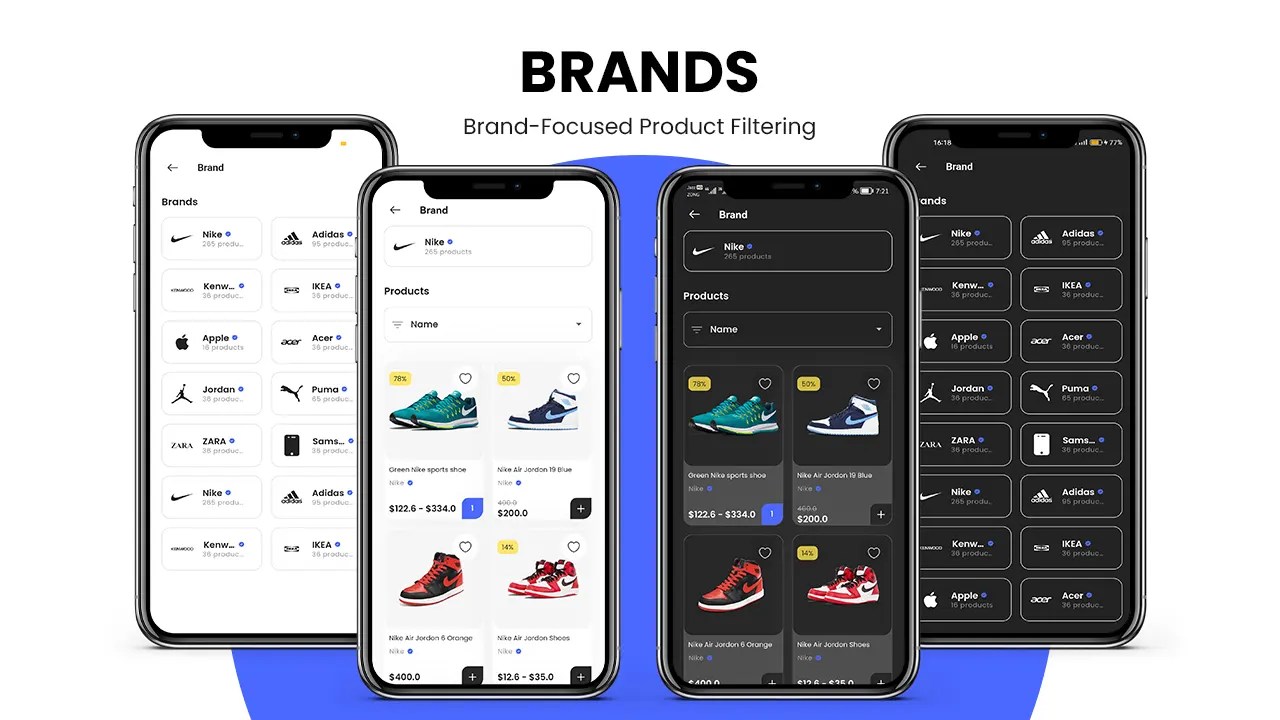 BRANDS
Brand-Focused Product Filtering
Brand
Brands
Nike
265 produ...
Adidas
95 produc...
Kenw...
36 produc...
IKEA
36 produc...
Apple
16 products
Acer
36 produc...
Jordan
36 produc...
Puma
65 produc...
ZARA
ZARA
36 produc...
Sams...
36 produc...
Nike
265 produ...
Adidas
95 produc...
Kenw...
36 produc...
IKEA
36 produc...
Brand
Nike
265 products
Products
Name
78%
50%
Green Nike sports shoe
Nike
$122.6 - $334.0
1
Nike Air Jordon 19 Blue
Nike
400.0
$200.0
+
14%
Nike Air Jerdon 6 Orange
Nike
$400.0
+
Nike Air Jordan Shoes
Nike
$12.6 - $35.0
+
7:21
Brand
Nike
265 products
Products
Name
78%
50%
Green Nike sports shoe
Nike
$122.6 - $334.0
1
Nike Air Jordon 19 Blue
Nike
400.0
$200.0
+
14%
Nike Air Jerdon 6 Orange
Nike
$400.0
+
Nike Air Jordan Shoes
Nike
$12.6 - $35.0
+
16:18
77%
Brand
ands
Nike
265 produ...
Adidas
95 produc...
Kenw...
36 produc...
IKEA
36 produc...
Apple
16 products
acer
Acer
36 produc...
Jordan
36 produc...
Puma
65 produc...
ZARA
ZARA
36 produc...
Sams...
36 produc...
Nike
265 produ...
Adidas
95 produc...
Kenw...
36 produc...
IKEA
36 produc...
Apple
16 products
acer
Acer
36 produc...